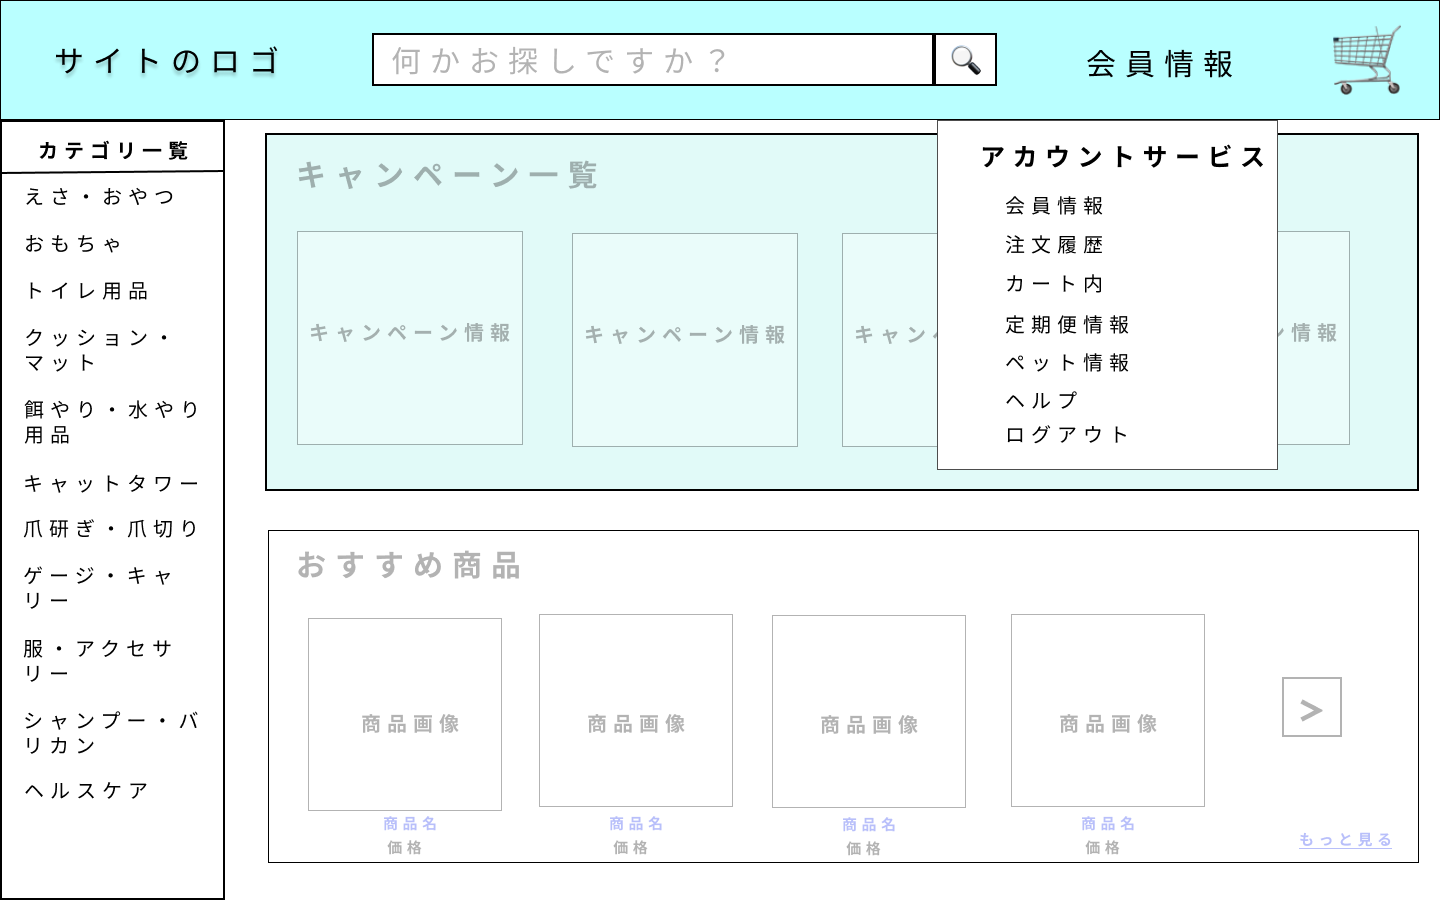 サイトのロゴ
何かお探しですか？
会員情報
カテゴリ一覧
えさ・おやつ
おもちゃ
トイレ用品
クッション・
マット
餌やり・水やり
用品
キャットタワー
爪研ぎ・爪切り
ゲージ・キャ
リー
服・アクセサ
リー
シャンプー・バ
リカン
ヘルスケア
キャンペーン一覧
キャンペーン情報
キャンペーン情報
キャン
情報
アカウントサービス
会員情報
注文履歴
カート内
定期便情報
ペット情報
ヘルプ
ログアウト
おすすめ商品
商品画像
商品画像
商品画像
商品画像
>
商品名
価格
商品名
価格
商品名
価格
商品名
価格
もっと見る